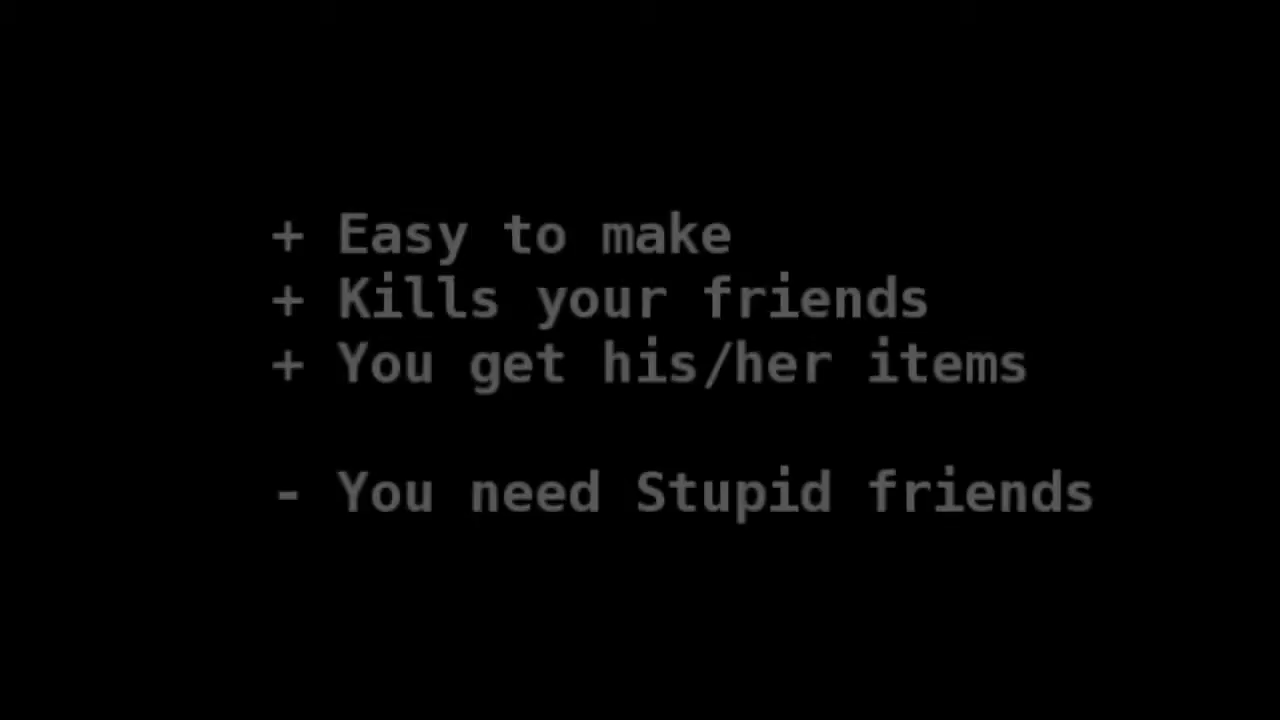 + Easy to make
+ Kills your friends
+ You get his/her items
- You need Stupid friends